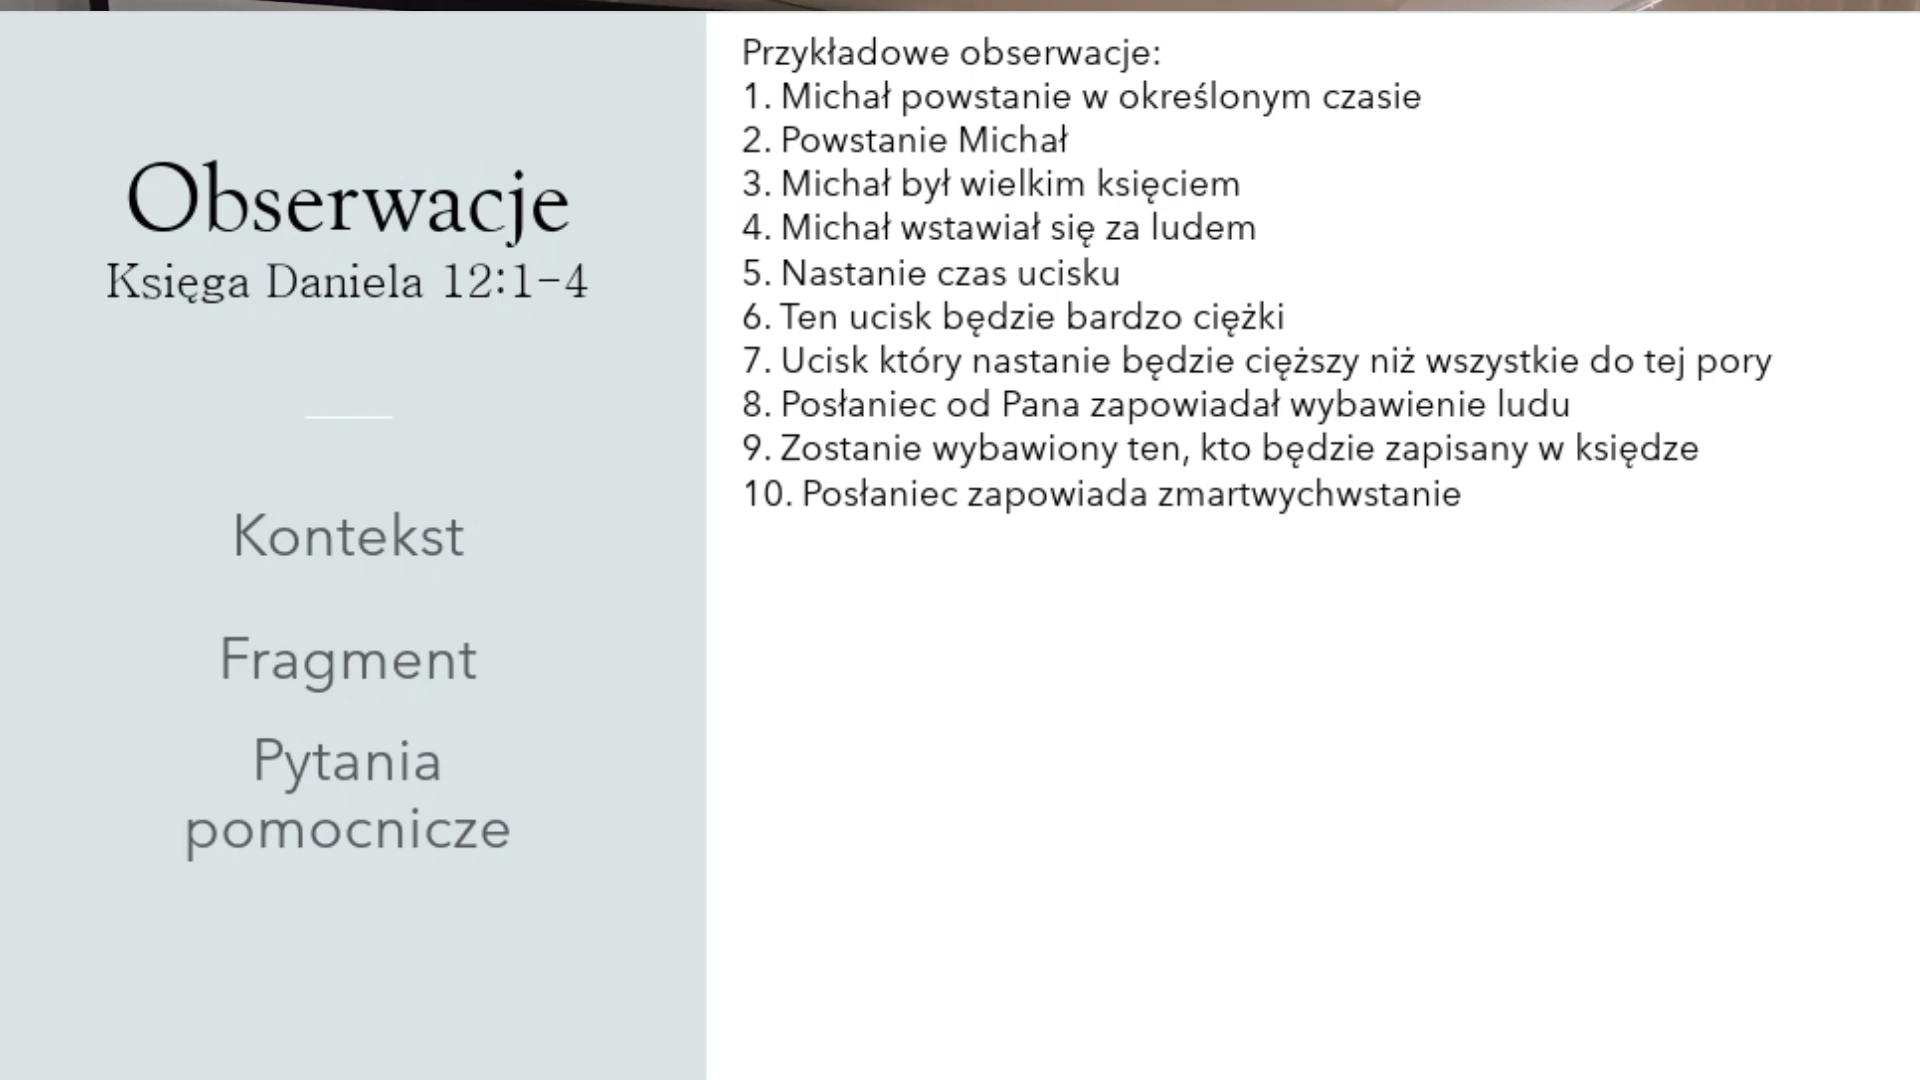 Obserwacje
Księga Daniela 12:1-4
Kontekst
Fragment
Pytania
pomocnicze
Przykładowe obserwacje:
1. Michał powstanie w określonym czasie
2. Powstanie Michał
3. Michał był wielkim księciem
4. Michał wstawiał się za ludem
5. Nastanie czas ucisku
6. Ten ucisk będzie bardzo ciężki
7. Ucisk który nastanie będzie cięższy niż wszystkie do tej pory
8. Posłaniec od Pana zapowiadał wybawienie ludu
9. Zostanie wybawiony ten, kto będzie zapisany w księdze
10. Posłaniec zapowiada zmartwychwstanie